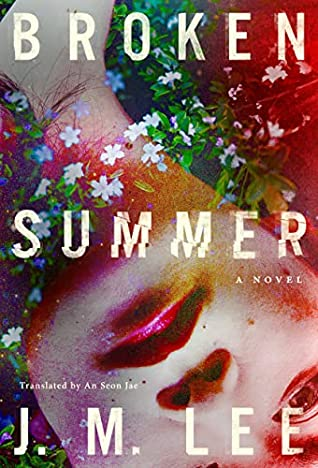 BROKEN
SUMMER
A NOVEL
Translated by An Seon Jae
J. M. LEE